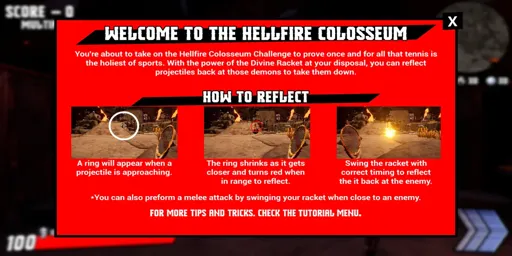 SCORE - 0
MULTI
X
WELCOME TO THE HELLFIRE COLOSSEUM
You're about to take on the Hellfire Colosseum Challenge to prove once and for all that tennis is
the holiest of sports. With the power of the Divine Racket at your disposal, you can reflect
projectiles back at those demons to take them down.
HOW TO REFLECT
A ring will appear when a
projectile is approaching.
The ring shrinks as it gets
closer and turns red when
in range to reflect.
Swing the racket with
correct timing to reflect
the it back at the enemy.
•You can also preform a melee attack by swinging your racket when close to an enemy.
FOR MORE TIPS AND TRICKS. CHECK THE TUTORIAL MENU.
100